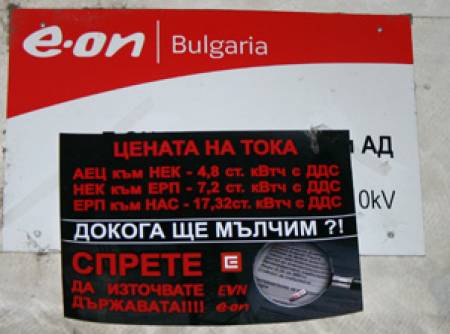 e·on | Bulgaria
АД
0kV
ЦЕНАТА НА ТОКА
АЕЦ към НЕК - 4,8 ст. кВтч с ДДС
НЕК към ЕРП - 7,2 ст. кВтч с ДДС
ЕРП към НАС - 17,32ст. кВтч с ДДС
ДОКОГА ЩЕ МЪЛЧИМ ?!
СПРЕТЕ
ДА ИЗТОЧВАТЕ EVN
ДЪРЖАВАТА!!!! e·on